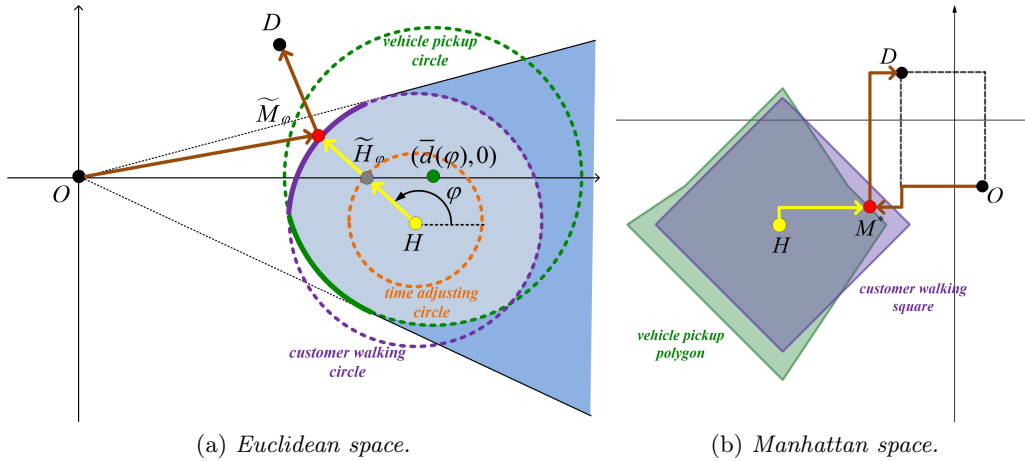 D
vehicle pickup
circle
M̃φ
H̃φ
(d̄(φ),0)
φ
O
H
time adjusting
circle
customer walking
circle
(a) Euclidean space.
D
O
M*
H
customer walking
square
vehicle pickup
polygon
(b) Manhattan space.